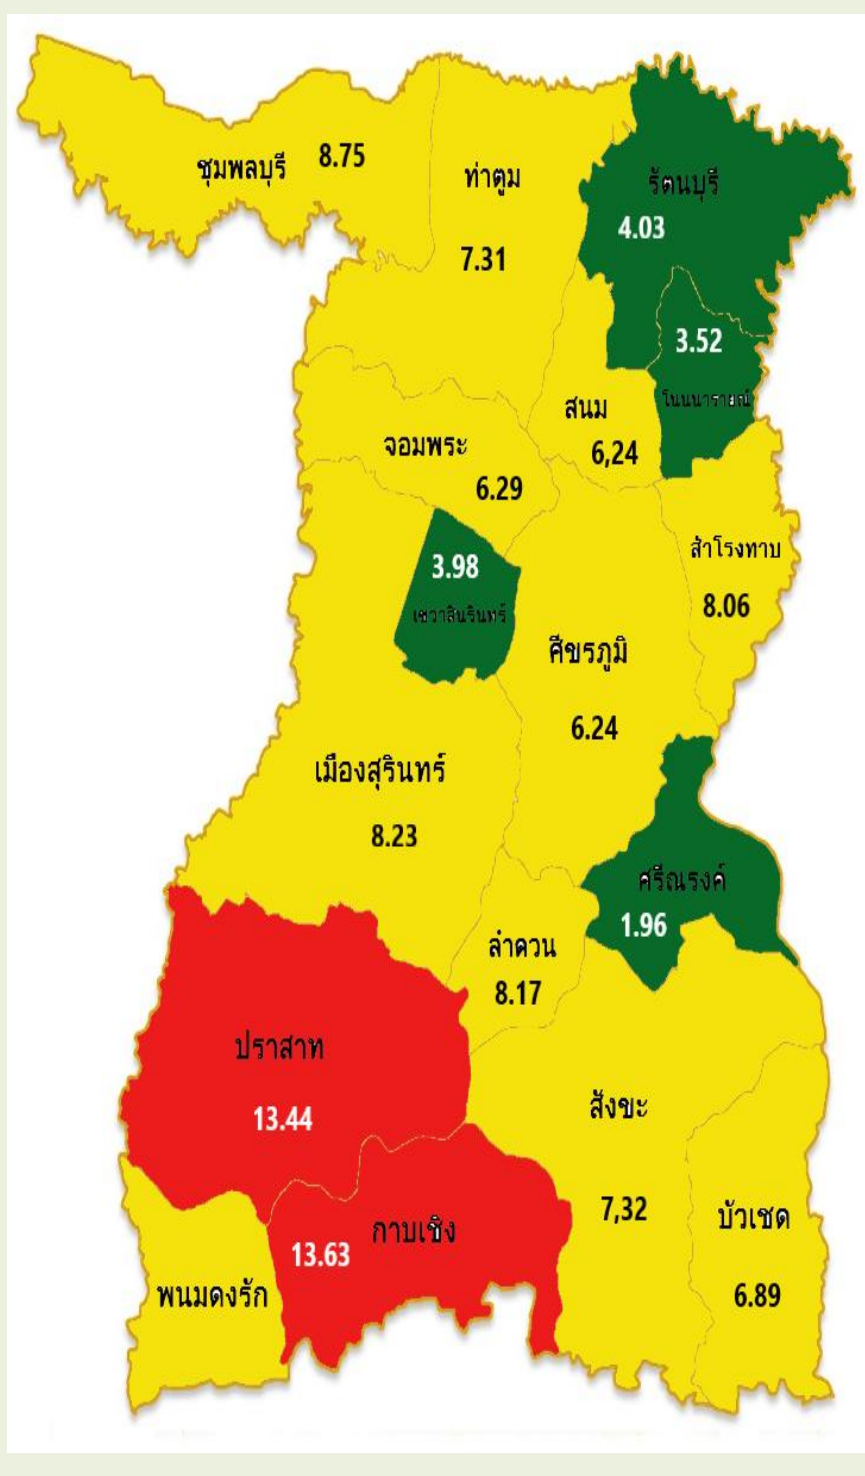 ชุมพลบุรี 8.75
ท่าตูม
7.31
รัตนบุรี
4.03
3.52
โนนนารายณ์
สนม
6,24
จอมพระ
6.29
สำโรงทาบ
8.06
3.98
เขวาสินรินทร์
ศีขรภูมิ
6.24
เมืองสุรินทร์
8.23
ศรีณรงค์
1.96
ลำดวน
8.17
ปราสาท
13.44
สังขะ
7,32
บัวเชด
6.89
กาบเชิง
13.63
พนมดงรัก